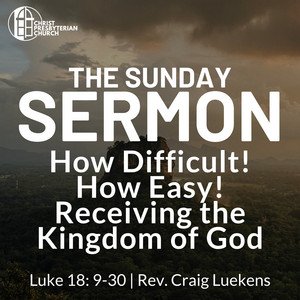 CHRIST
PRESBYTERIAN
CHURCH
THE SUNDAY
SERMON
How Difficult!
How Easy!
Receiving the
Kingdom of God
Luke 18: 9-30 | Rev. Craig Luekens